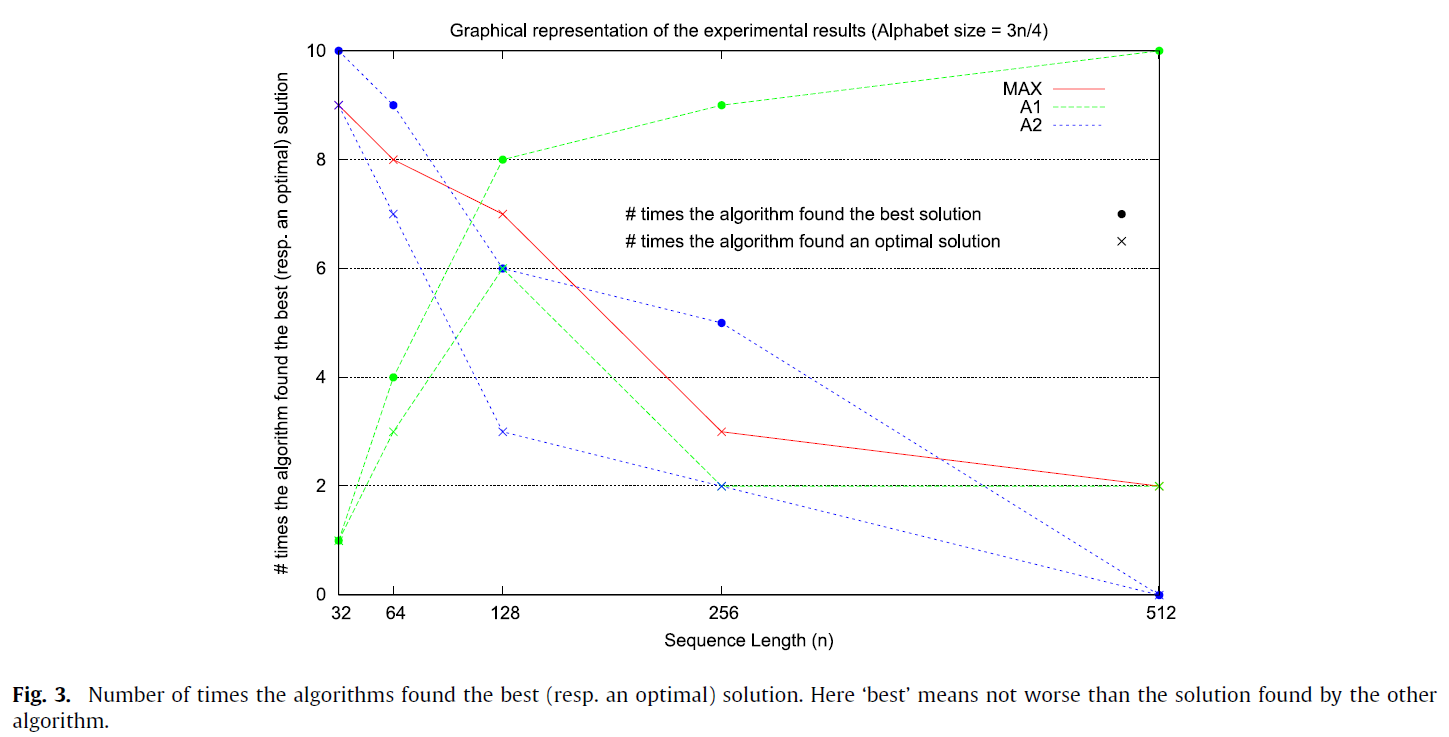 Graphical representation of the experimental results (Alphabet size = 3n/4)
# times the algorithm found the best (resp. an optimal) solution
10
8
6
4
2
0
MAX
A1
A2
# times the algorithm found the best solution
# times the algorithm found an optimal solution
32 64 128 256 512
Sequence Length (n)
Fig. 3. Number of times the algorithms found the best (resp. an optimal) solution. Here ‘best’ means not worse than the solution found by the other
algorithm.